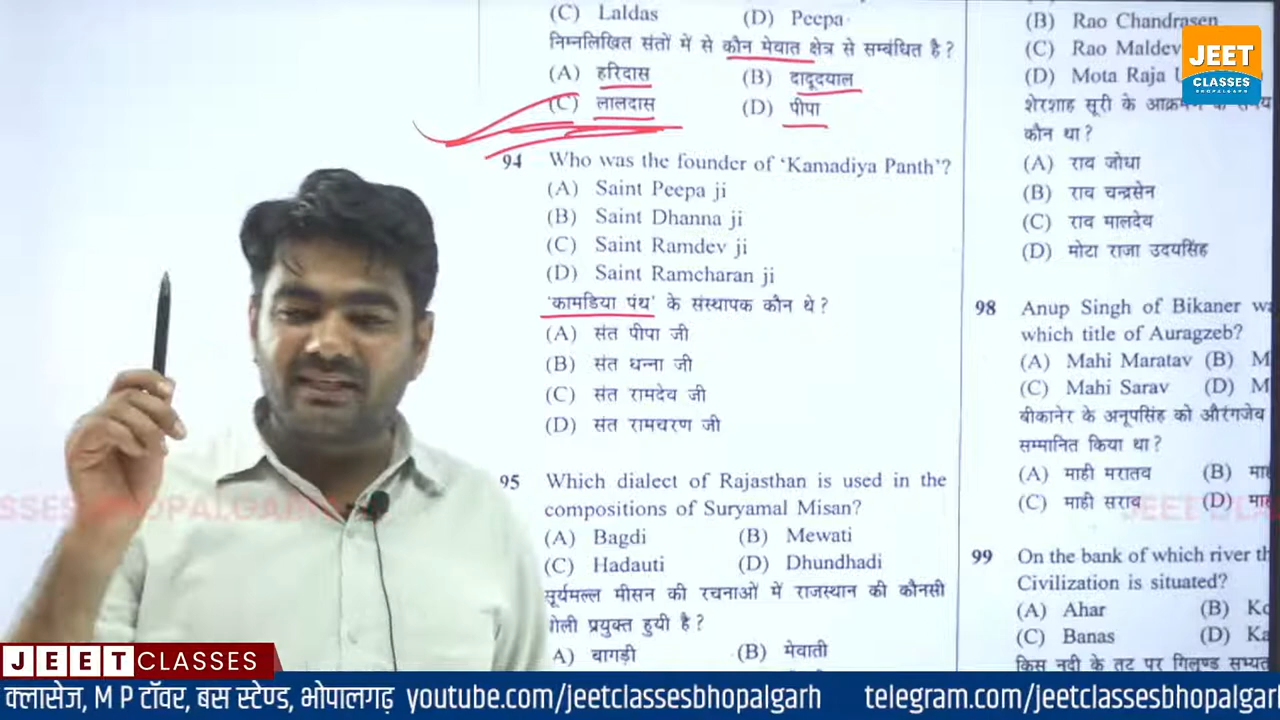 (C) Laldas (D) Peepa
निम्नलिखित संतों में से कौन मेवात क्षेत्र से सम्बंधित है ?
(A) हरिदास (B) दादूदयाल
(C) लालदास (D) पीपा
94 Who was the founder of 'Kamadiya Panth'?
(A) Saint Peepa ji
(B) Saint Dhanna ji
(C) Saint Ramdev ji
(D) Saint Ramcharan ji
'कामडिया पंथ' के संस्थापक कौन थे ?
(A) संत पीपा जी
(B) संत धन्ना जी
(C) संत रामदेव जी
(D) संत रामचरण जी
95 Which dialect of Rajasthan is used in the
compositions of Suryamal Misan?
(A) Bagdi (B) Mewati
(C) Hadauti (D) Dhundhadi
सूर्यमल्ल मीसन की रचनाओं में राजस्थान की कौनसी
प्रयुक्त हुयी है ?
A) बागड़ी (B) मेवाती
(B) Rao Chandrasen
(C) Rao Maldev
(D) Mota Raja
शेरशाह सूरी के आक्रमण के
कौन था ?
(A) राव जोधा
(B) राव चन्द्रसेन
(C) राव मालदेव
(D) मोटा राजा उदयसिंह
98 Anup Singh of Bikaner
which title of Auragzeb?
(A) Mahi Maratav (B) M
(C) Mahi Sarav (D) M
बीकानेर के अनूपसिंह को औरंगजेब
सम्मानित किया था ?
(A) माही मरातव (B)
(C) माही सराव (D)
99 On the bank of which river
Civilization is situated?
(A) Ahar (B)
(C) Banas (D)
किस नदी के तट पर गिलुण्ड
JEET
CLASSES
BHOPALGARH
JEET CLASSES
क्लासेज, M P टॉवर, बस स्टेण्ड, भोपालगढ़ youtube.com/jeetclassesbhopalgarh telegram.com/jeetclassesbhopalgarh